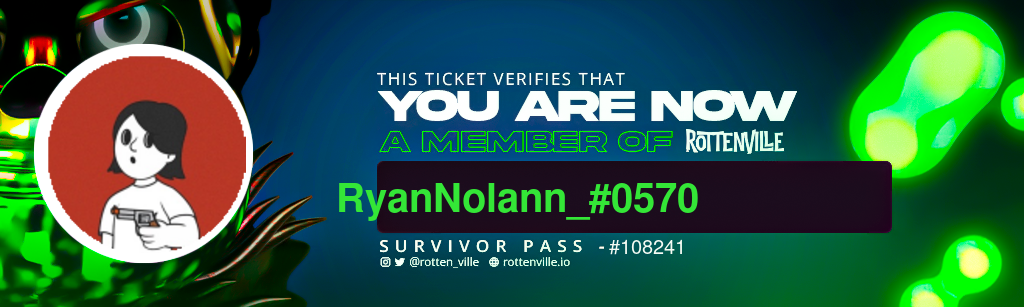 THIS TICKET VERIFIES THAT
YOU ARE NOW
A MEMBER OF ROTTENVILLE
RyanNolann_#0570
SURVIVOR PASS - #108241
@rotten_ville rottenville.io